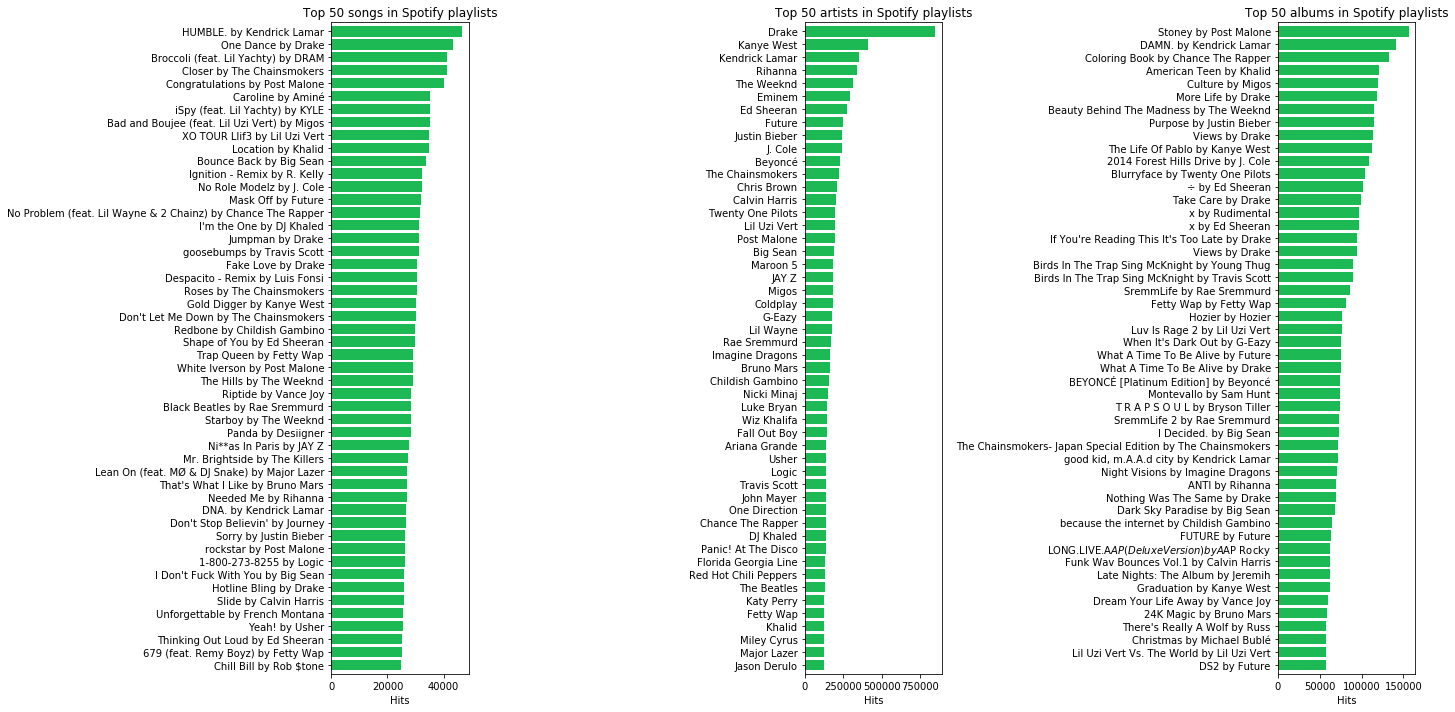 Top 50 songs in Spotify playlists
HUMBLE. by Kendrick Lamar
One Dance by Drake
Broccoli (feat. Lil Yachty) by DRAM
Closer by The Chainsmokers
Congratulations by Post Malone
Caroline by Aminé
iSpy (feat. Lil Yachty) by KYLE
Bad and Boujee (feat. Lil Uzi Vert) by Migos
XO TOUR Llif3 by Lil Uzi Vert
Location by Khalid
Bounce Back by Big Sean
Ignition - Remix by R. Kelly
No Role Modelz by J. Cole
Mask Off by Future
No Problem (feat. Lil Wayne & 2 Chainz) by Chance The Rapper
I'm the One by DJ Khaled
Jumpman by Drake
goosebumps by Travis Scott
Fake Love by Drake
Despacito - Remix by Luis Fonsi
Roses by The Chainsmokers
Gold Digger by Kanye West
Don't Let Me Down by The Chainsmokers
Redbone by Childish Gambino
Shape of You by Ed Sheeran
Trap Queen by Fetty Wap
White Iverson by Post Malone
The Hills by The Weeknd
Riptide by Vance Joy
Black Beatles by Rae Sremmurd
Starboy by The Weeknd
Panda by Desiigner
Ni**as In Paris by JAY Z
Mr. Brightside by The Killers
Lean On (feat. MØ & DJ Snake) by Major Lazer
That's What I Like by Bruno Mars
Needed Me by Rihanna
DNA. by Kendrick Lamar
Don't Stop Believin' by Journey
Sorry by Justin Bieber
rockstar by Post Malone
1-800-273-8255 by Logic
I Don't Fuck With You by Big Sean
Hotline Bling by Drake
Slide by Calvin Harris
Unforgettable by French Montana
Yeah! by Usher
Thinking Out Loud by Ed Sheeran
679 (feat. Remy Boyz) by Fetty Wap
Chill Bill by Rob $tone
0 20000 40000
Hits
Top 50 artists in Spotify playlists
Drake
Kanye West
Kendrick Lamar
Rihanna
The Weeknd
Eminem
Ed Sheeran
Future
Justin Bieber
J. Cole
Beyoncé
The Chainsmokers
Chris Brown
Calvin Harris
Twenty One Pilots
Lil Uzi Vert
Post Malone
Big Sean
Maroon 5
JAY Z
Migos
Coldplay
G-Eazy
Lil Wayne
Rae Sremmurd
Imagine Dragons
Bruno Mars
Childish Gambino
Nicki Minaj
Luke Bryan
Wiz Khalifa
Fall Out Boy
Ariana Grande
Usher
Logic
Travis Scott
John Mayer
One Direction
Chance The Rapper
DJ Khaled
Panic! At The Disco
Florida Georgia Line
Red Hot Chili Peppers
The Beatles
Katy Perry
Fetty Wap
Khalid
Miley Cyrus
Major Lazer
Jason Derulo
0 250000 500000 750000
Hits
Top 50 albums in Spotify playlists
Stoney by Post Malone
DAMN. by Kendrick Lamar
Coloring Book by Chance The Rapper
American Teen by Khalid
Culture by Migos
More Life by Drake
Beauty Behind The Madness by The Weeknd
Purpose by Justin Bieber
Views by Drake
The Life Of Pablo by Kanye West
2014 Forest Hills Drive by J. Cole
Blurryface by Twenty One Pilots
÷ by Ed Sheeran
Take Care by Drake
x by Rudimental
x by Ed Sheeran
If You're Reading This It's Too Late by Drake
Views by Drake
Birds In The Trap Sing McKnight by Young Thug
Birds In The Trap Sing McKnight by Travis Scott
SremmLife by Rae Sremmurd
Fetty Wap by Fetty Wap
Hozier by Hozier
Luv Is Rage 2 by Lil Uzi Vert
When It's Dark Out by G-Eazy
What A Time To Be Alive by Future
What A Time To Be Alive by Drake
BEYONCÉ [Platinum Edition] by Beyoncé
Montevallo by Sam Hunt
T R A P S O U L by Bryson Tiller
SremmLife 2 by Rae Sremmurd
I Decided. by Big Sean
The Chainsmokers- Japan Special Edition by The Chainsmokers
good kid, m.A.A.d city by Kendrick Lamar
Night Visions by Imagine Dragons
ANTI by Rihanna
Nothing Was The Same by Drake
Dark Sky Paradise by Big Sean
because the internet by Childish Gambino
FUTURE by Future
LONG.LIVE.AAP(DeluxeVersion)byAAP Rocky
Funk Wav Bounces Vol.1 by Calvin Harris
Late Nights: The Album by Jeremih
Graduation by Kanye West
Dream Your Life Away by Vance Joy
24K Magic by Bruno Mars
There's Really A Wolf by Russ
Christmas by Michael Bublé
Lil Uzi Vert Vs. The World by Lil Uzi Vert
DS2 by Future
0 50000 100000 150000
Hits